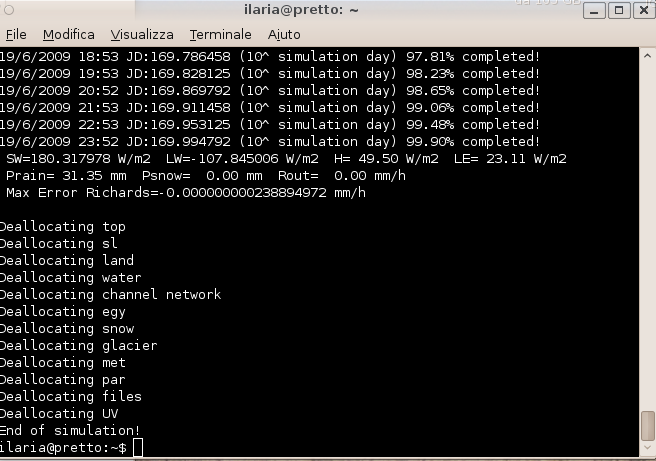 ilaria@pretto: ~
File Modifica Visualizza Terminale Aiuto
19/6/2009 18:53 JD:169.786458 (10^ simulation day) 97.81% completed!
19/6/2009 19:53 JD:169.828125 (10^ simulation day) 98.23% completed!
19/6/2009 20:52 JD:169.869792 (10^ simulation day) 98.65% completed!
19/6/2009 21:53 JD:169.911458 (10^ simulation day) 99.06% completed!
19/6/2009 22:53 JD:169.953125 (10^ simulation day) 99.48% completed!
19/6/2009 23:52 JD:169.994792 (10^ simulation day) 99.90% completed!
SW=180.317978 W/m2 LW=-107.845006 W/m2 H= 49.50 W/m2 LE= 23.11 W/m2
Prain= 31.35 mm Psnow= 0.00 mm Rout= 0.00 mm/h
Max Error Richards=-0.000000000238894972 mm/h
Deallocating top
Deallocating sl
Deallocating land
Deallocating water
Deallocating channel network
Deallocating egy
Deallocating snow
Deallocating glacier
Deallocating met
Deallocating par
Deallocating files
Deallocating UV
End of simulation!
ilaria@pretto:~$